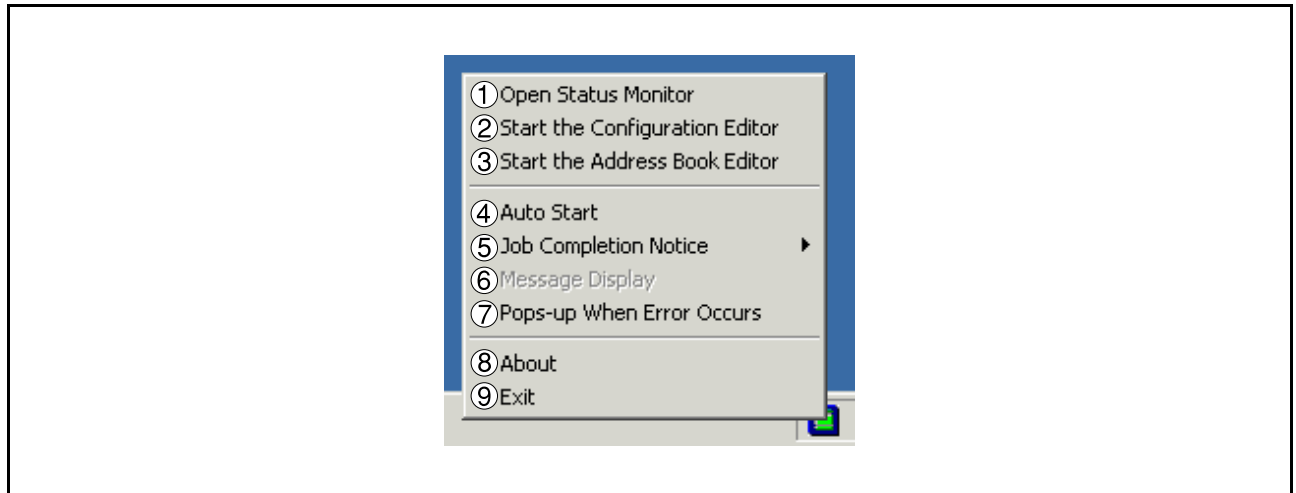 ①Open Status Monitor
②Start the Configuration Editor
③Start the Address Book Editor
④Auto Start
⑤Job Completion Notice
⑥Message Display
⑦Pops-up When Error Occurs
⑧About
⑨Exit